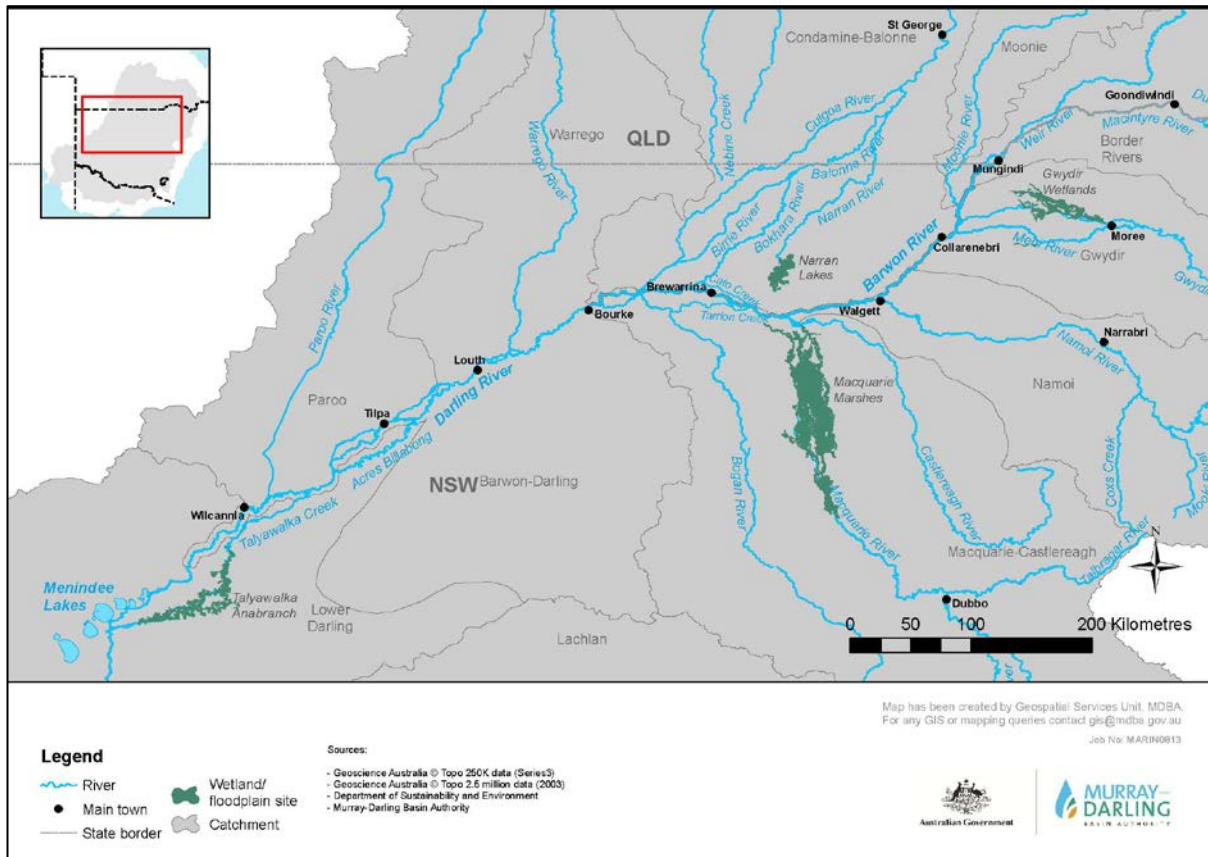 St George
Condamine-Balonne
Moonie
Goondiwindi
Culgoa River
Weir River
Macintyre River
Warrego
QLD
Nebine Creek
Moonie River
Border
Rivers
Warrego River
Balonne River
Mungindi
Gwydir
Wetlands
Birrie River
Bokhara River
Narran River
Moree
Collarenebri
Mehi River
Gwydir
Gwydir
Barwon River
Narran
Lakes
Paroo River
Brewarrina
Cato Creek
Tarrion Creek
Walgett
Bourke
Narrabri
Namoi River
Louth
Darling River
Paroo
Macquarie
Marshes
Namoi
Tilpa
Acres Billabong
NSW
Barwon-Darling
Bogan River
Castlereagh River
Coxs Creek
Wilcannia
Talyawalka Creek
Macquarie River
Macquarie-Castlereagh
Talbragar River
N
Menindee
Lakes
Talyawalka
Anabranch
Lower
Darling
Lachlan
Dubbo
0 50 100 200 Kilometres
Map has been created by Geospatial Services Unit, MDBA.
For any GIS or mapping queries contact gis@mdba.gov.au
Job No: MARIN0813
Legend
River
Main town
State border
Wetland/
floodplain site
Catchment
Sources:
- Geoscience Australia © Topo 250K data (Series3)
- Geoscience Australia © Topo 2.5 million data (2003)
- Department of Sustainability and Environment
- Murray-Darling Basin Authority
Australian Government
MURRAY—
DARLING
BASIN AUTHORITY